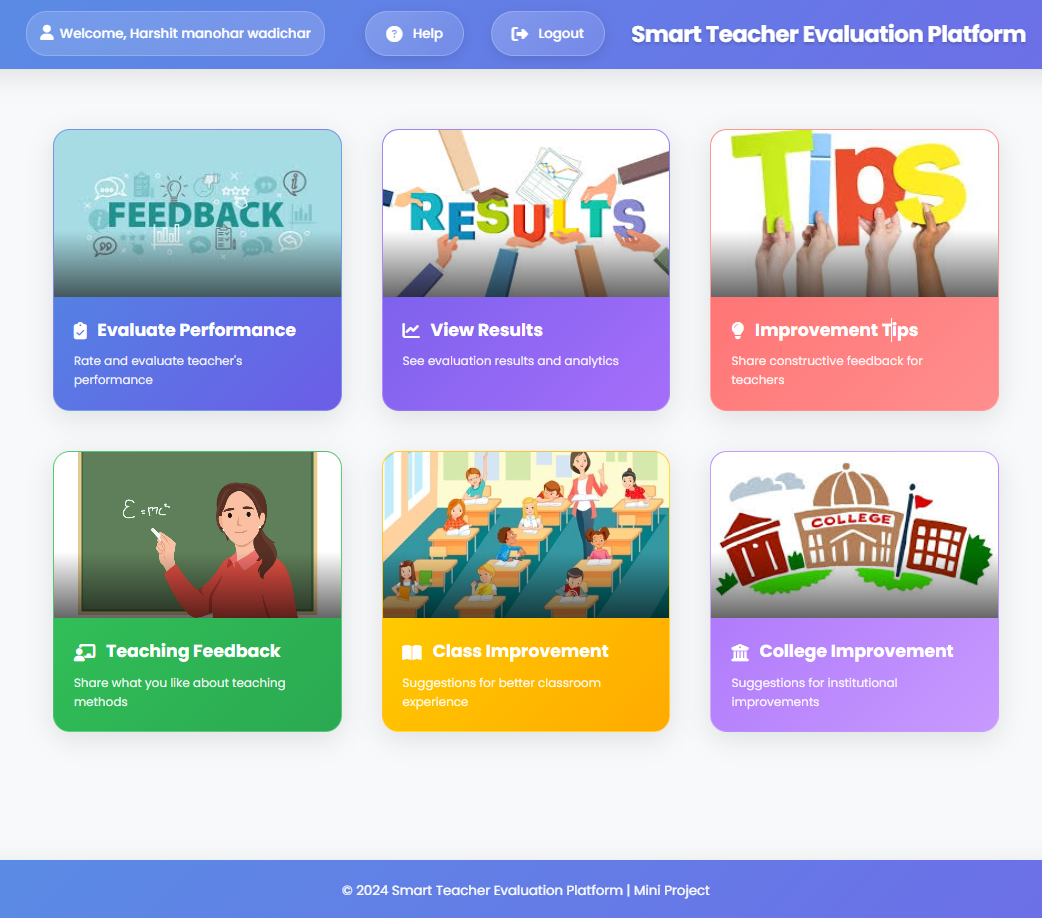 Welcome, Harshit manohar wadichar
Help
Logout
Smart Teacher Evaluation Platform
FEEDBACK
RESULTS
Tips
Evaluate Performance
Rate and evaluate teacher's
performance
View Results
See evaluation results and analytics
Improvement Tips
Share constructive feedback for
teachers
E=mc²
COLLEGE
Teaching Feedback
Share what you like about teaching
methods
Class Improvement
Suggestions for better classroom
experience
College Improvement
Suggestions for institutional
improvements
© 2024 Smart Teacher Evaluation Platform | Mini Project